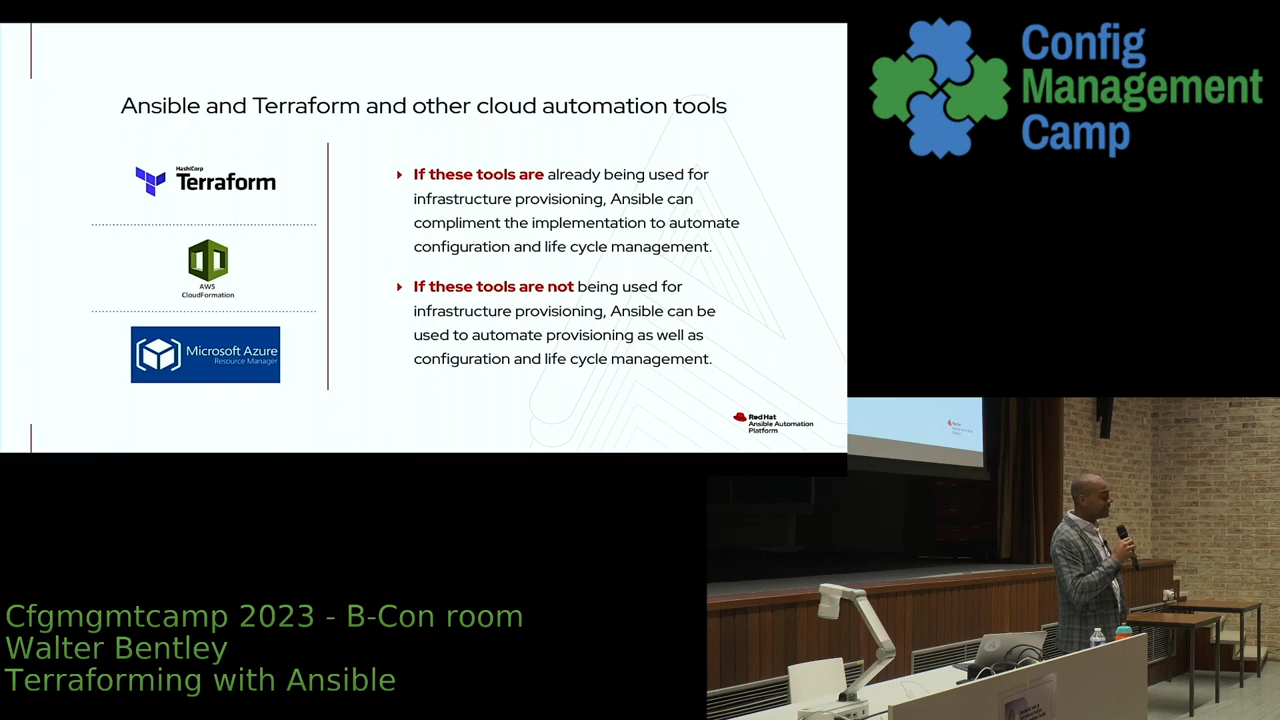 Ansible and Terraform and other cloud automation tools
HashiCorp
Terraform
AWS
CloudFormation
Microsoft Azure
Resource Manager
If these tools are already being used for
infrastructure provisioning, Ansible can
compliment the implementation to automate
configuration and life cycle management.
If these tools are not being used for
infrastructure provisioning, Ansible can be
used to automate provisioning as well as
configuration and life cycle management.
Red Hat
Ansible Automation
Platform
Config
Management
Camp
Cfgmgmtcamp 2023 - B-Con room
Walter Bentley
Terraforming with Ansible